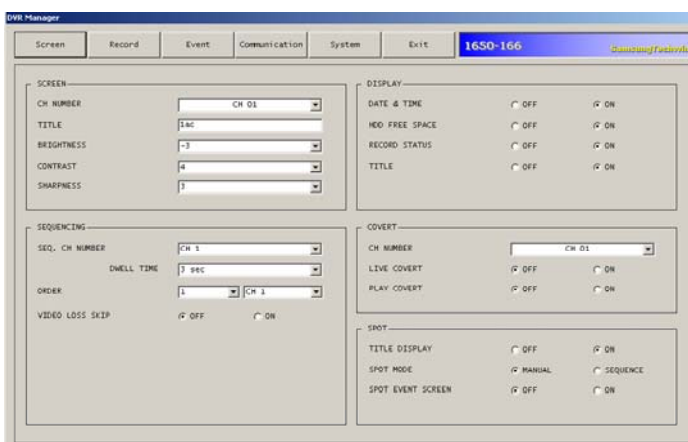 DVR Manager
Screen Record Event Communication System Exit 1650-166 SamsungTechwin
SCREEN
CH NUMBER CH 01
TITLE lac
BRIGHTNESS -3
CONTRAST 4
SHARPNESS 3
DISPLAY
DATE & TIME OFF ON
HDD FREE SPACE OFF ON
RECORD STATUS OFF ON
TITLE OFF ON
SEQUENCING
SEQ. CH NUMBER CH 1
DWELL TIME 3 sec
ORDER 1 CH 1
VIDEO LOSS SKIP OFF ON
COVERT
CH NUMBER CH 01
LIVE COVERT OFF ON
PLAY COVERT OFF ON
SPOT
TITLE DISPLAY OFF ON
SPOT MODE MANUAL SEQUENCE
SPOT EVENT SCREEN OFF ON